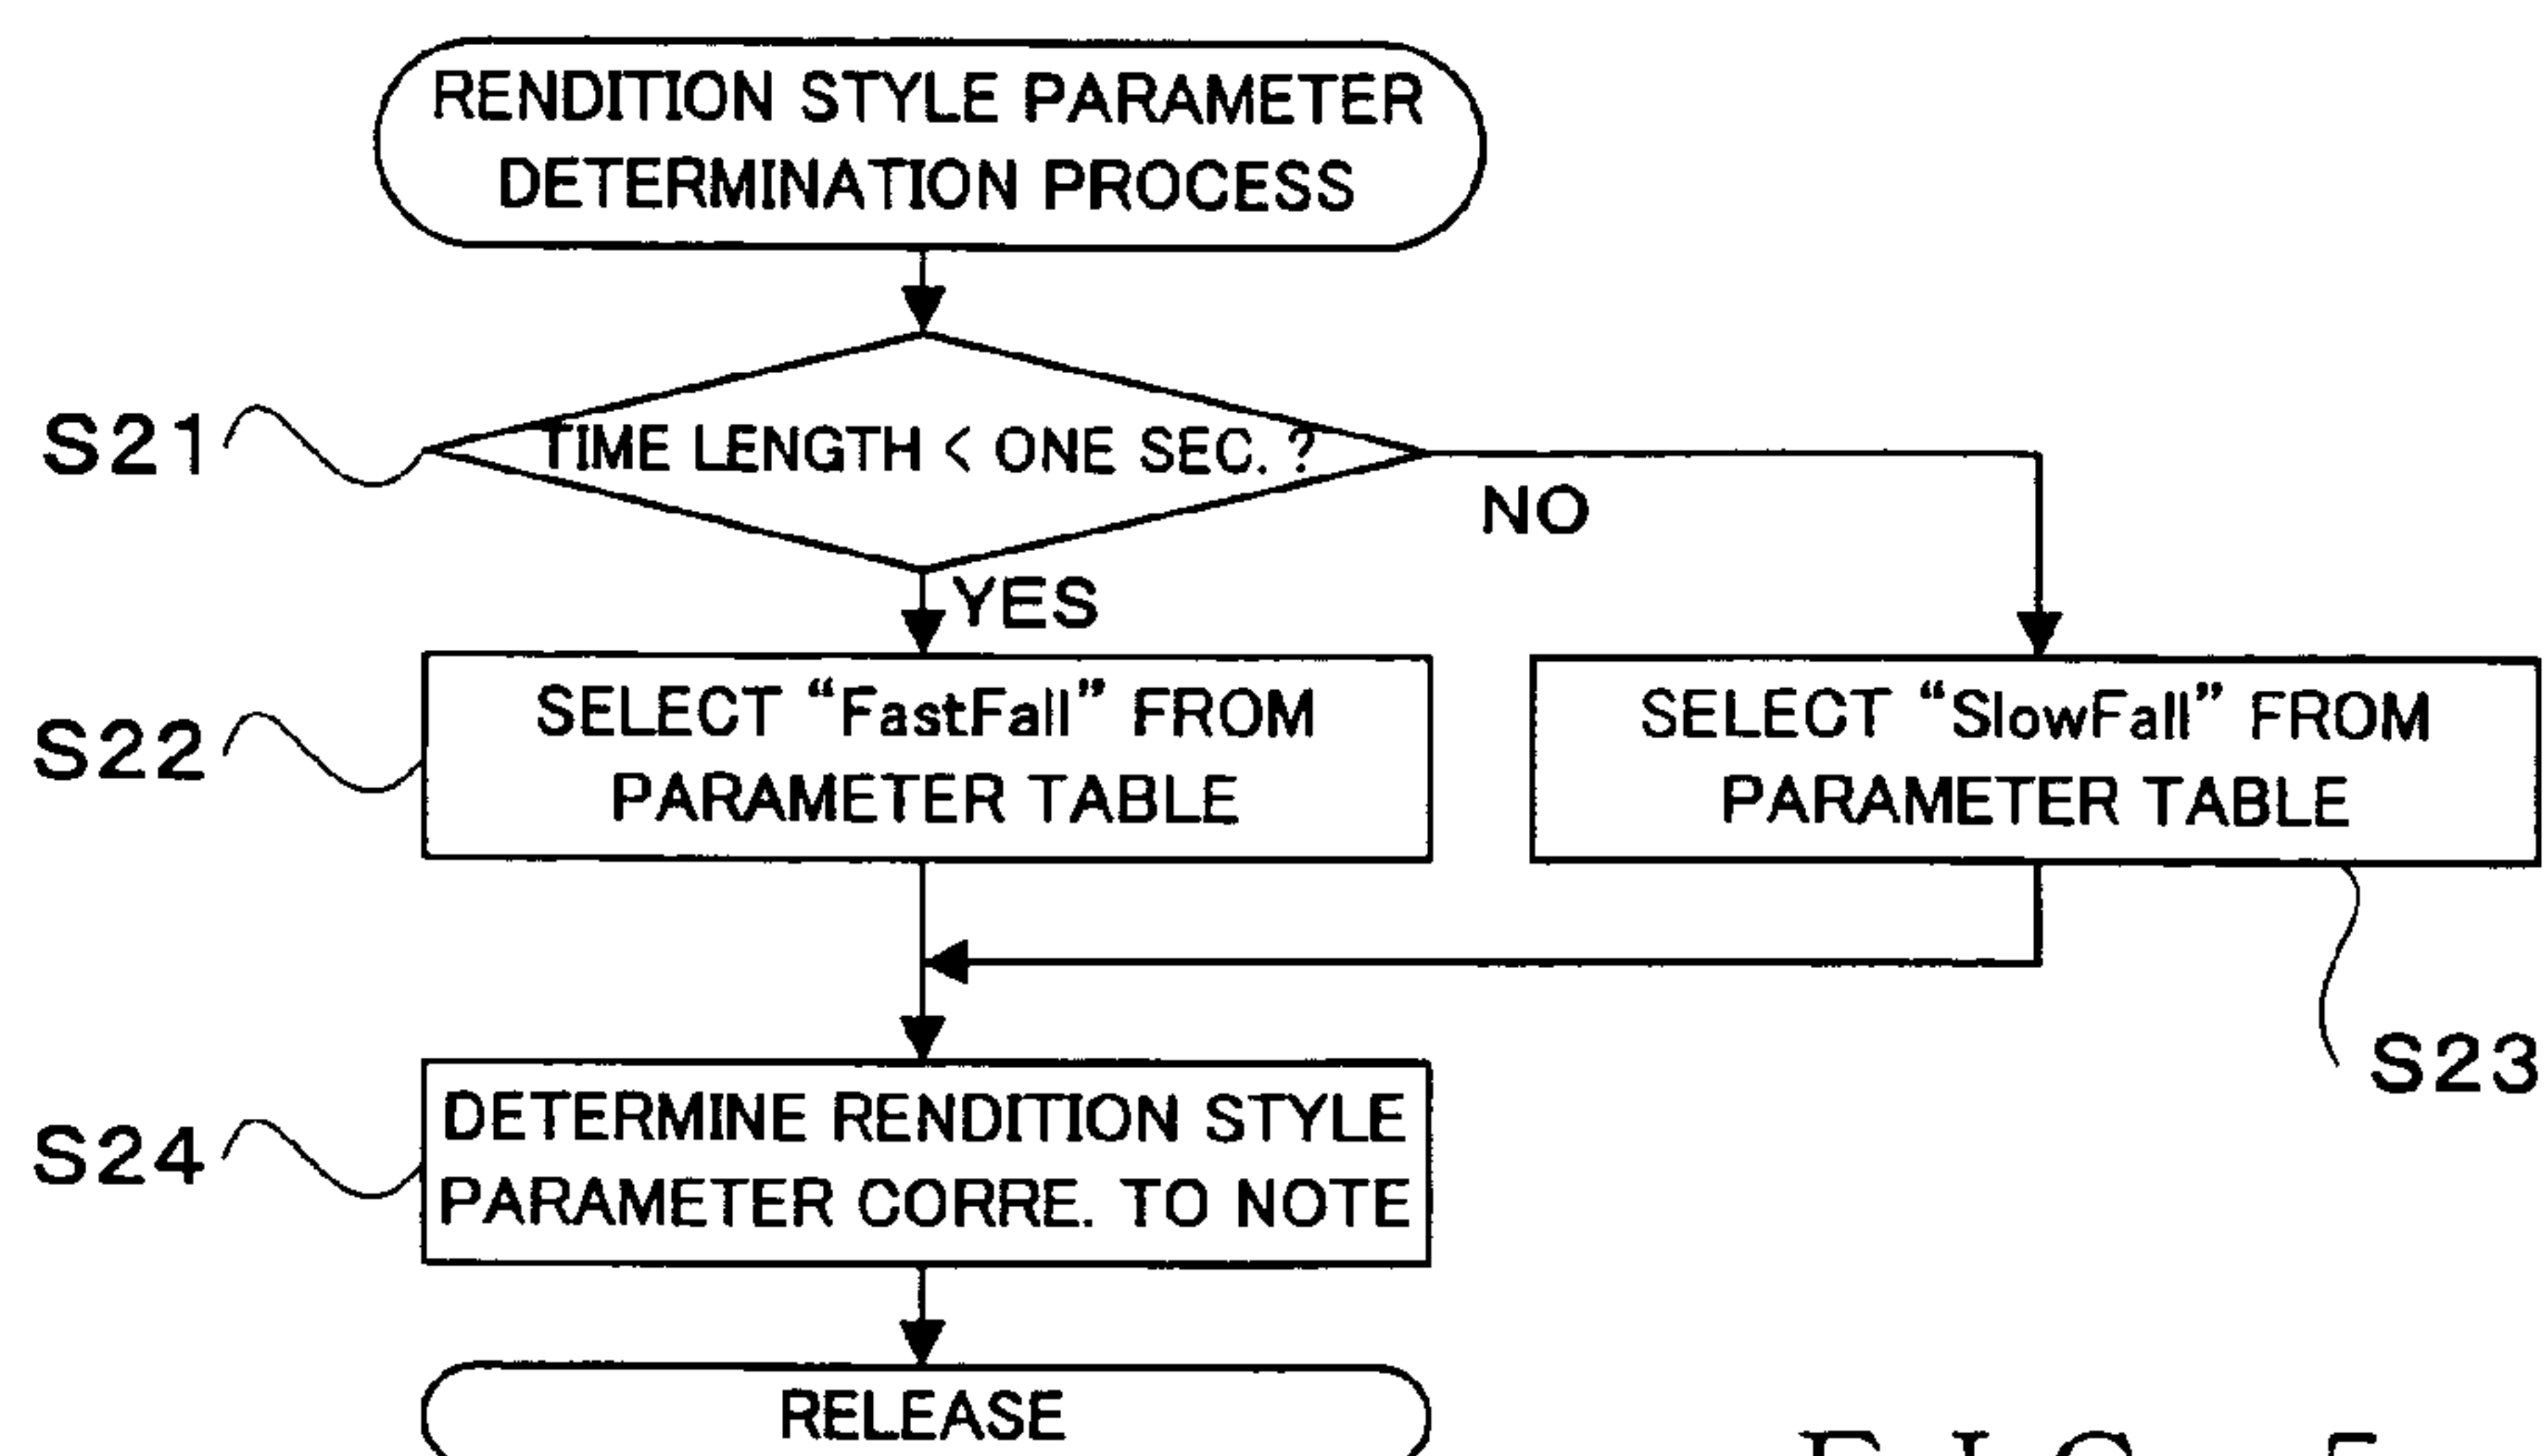 RENDITION STYLE PARAMETER
DETERMINATION PROCESS
S21
TIME LENGTH < ONE SEC. ?
NO
YES
S22
SELECT “FastFall” FROM
PARAMETER TABLE
SELECT “SlowFall” FROM
PARAMETER TABLE
S23
S24
DETERMINE RENDITION STYLE
PARAMETER CORRE. TO NOTE
RELEASE